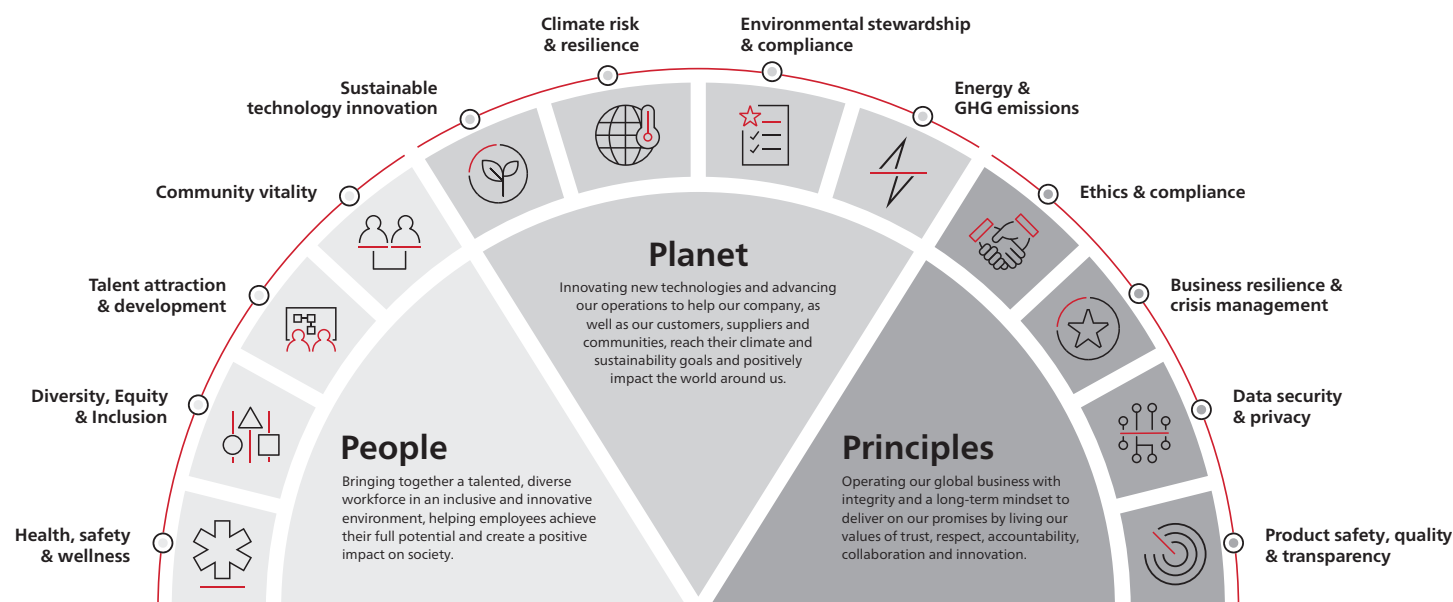 Climate risk
& resilience
Environmental stewardship
& compliance
Sustainable
technology innovation
Energy &
GHG emissions
Community vitality
Ethics & compliance
Talent attraction
& development
Business resilience &
crisis management
Diversity, Equity
& Inclusion
Data security
& privacy
Health, safety
& wellness
Product safety, quality
& transparency
Planet
Innovating new technologies and advancing
our operations to help our company, as
well as our customers, suppliers and
communities, reach their climate and
sustainability goals and positively
impact the world around us.
People
Bringing together a talented, diverse
workforce in an inclusive and innovative
environment, helping employees achieve
their full potential and create a positive
impact on society.
Principles
Operating our global business with
integrity and a long-term mindset to
deliver on our promises by living our
values of trust, respect, accountability,
collaboration and innovation.